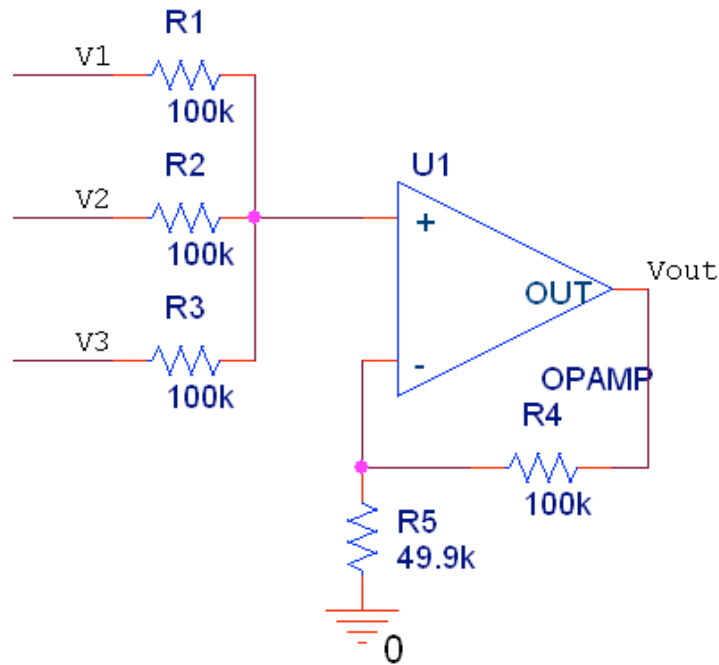 R1
V1
100k
R2
V2
100k
R3
V3
100k
U1
+
-
OUT
Vout
OPAMP
R4
100k
R5
49.9k
0